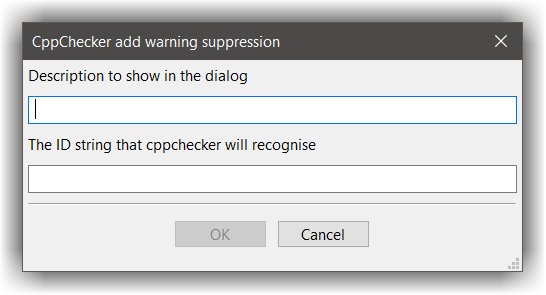 CppChecker add warning suppression
Description to show in the dialog
The ID string that cppchecker will recognise
OK
Cancel